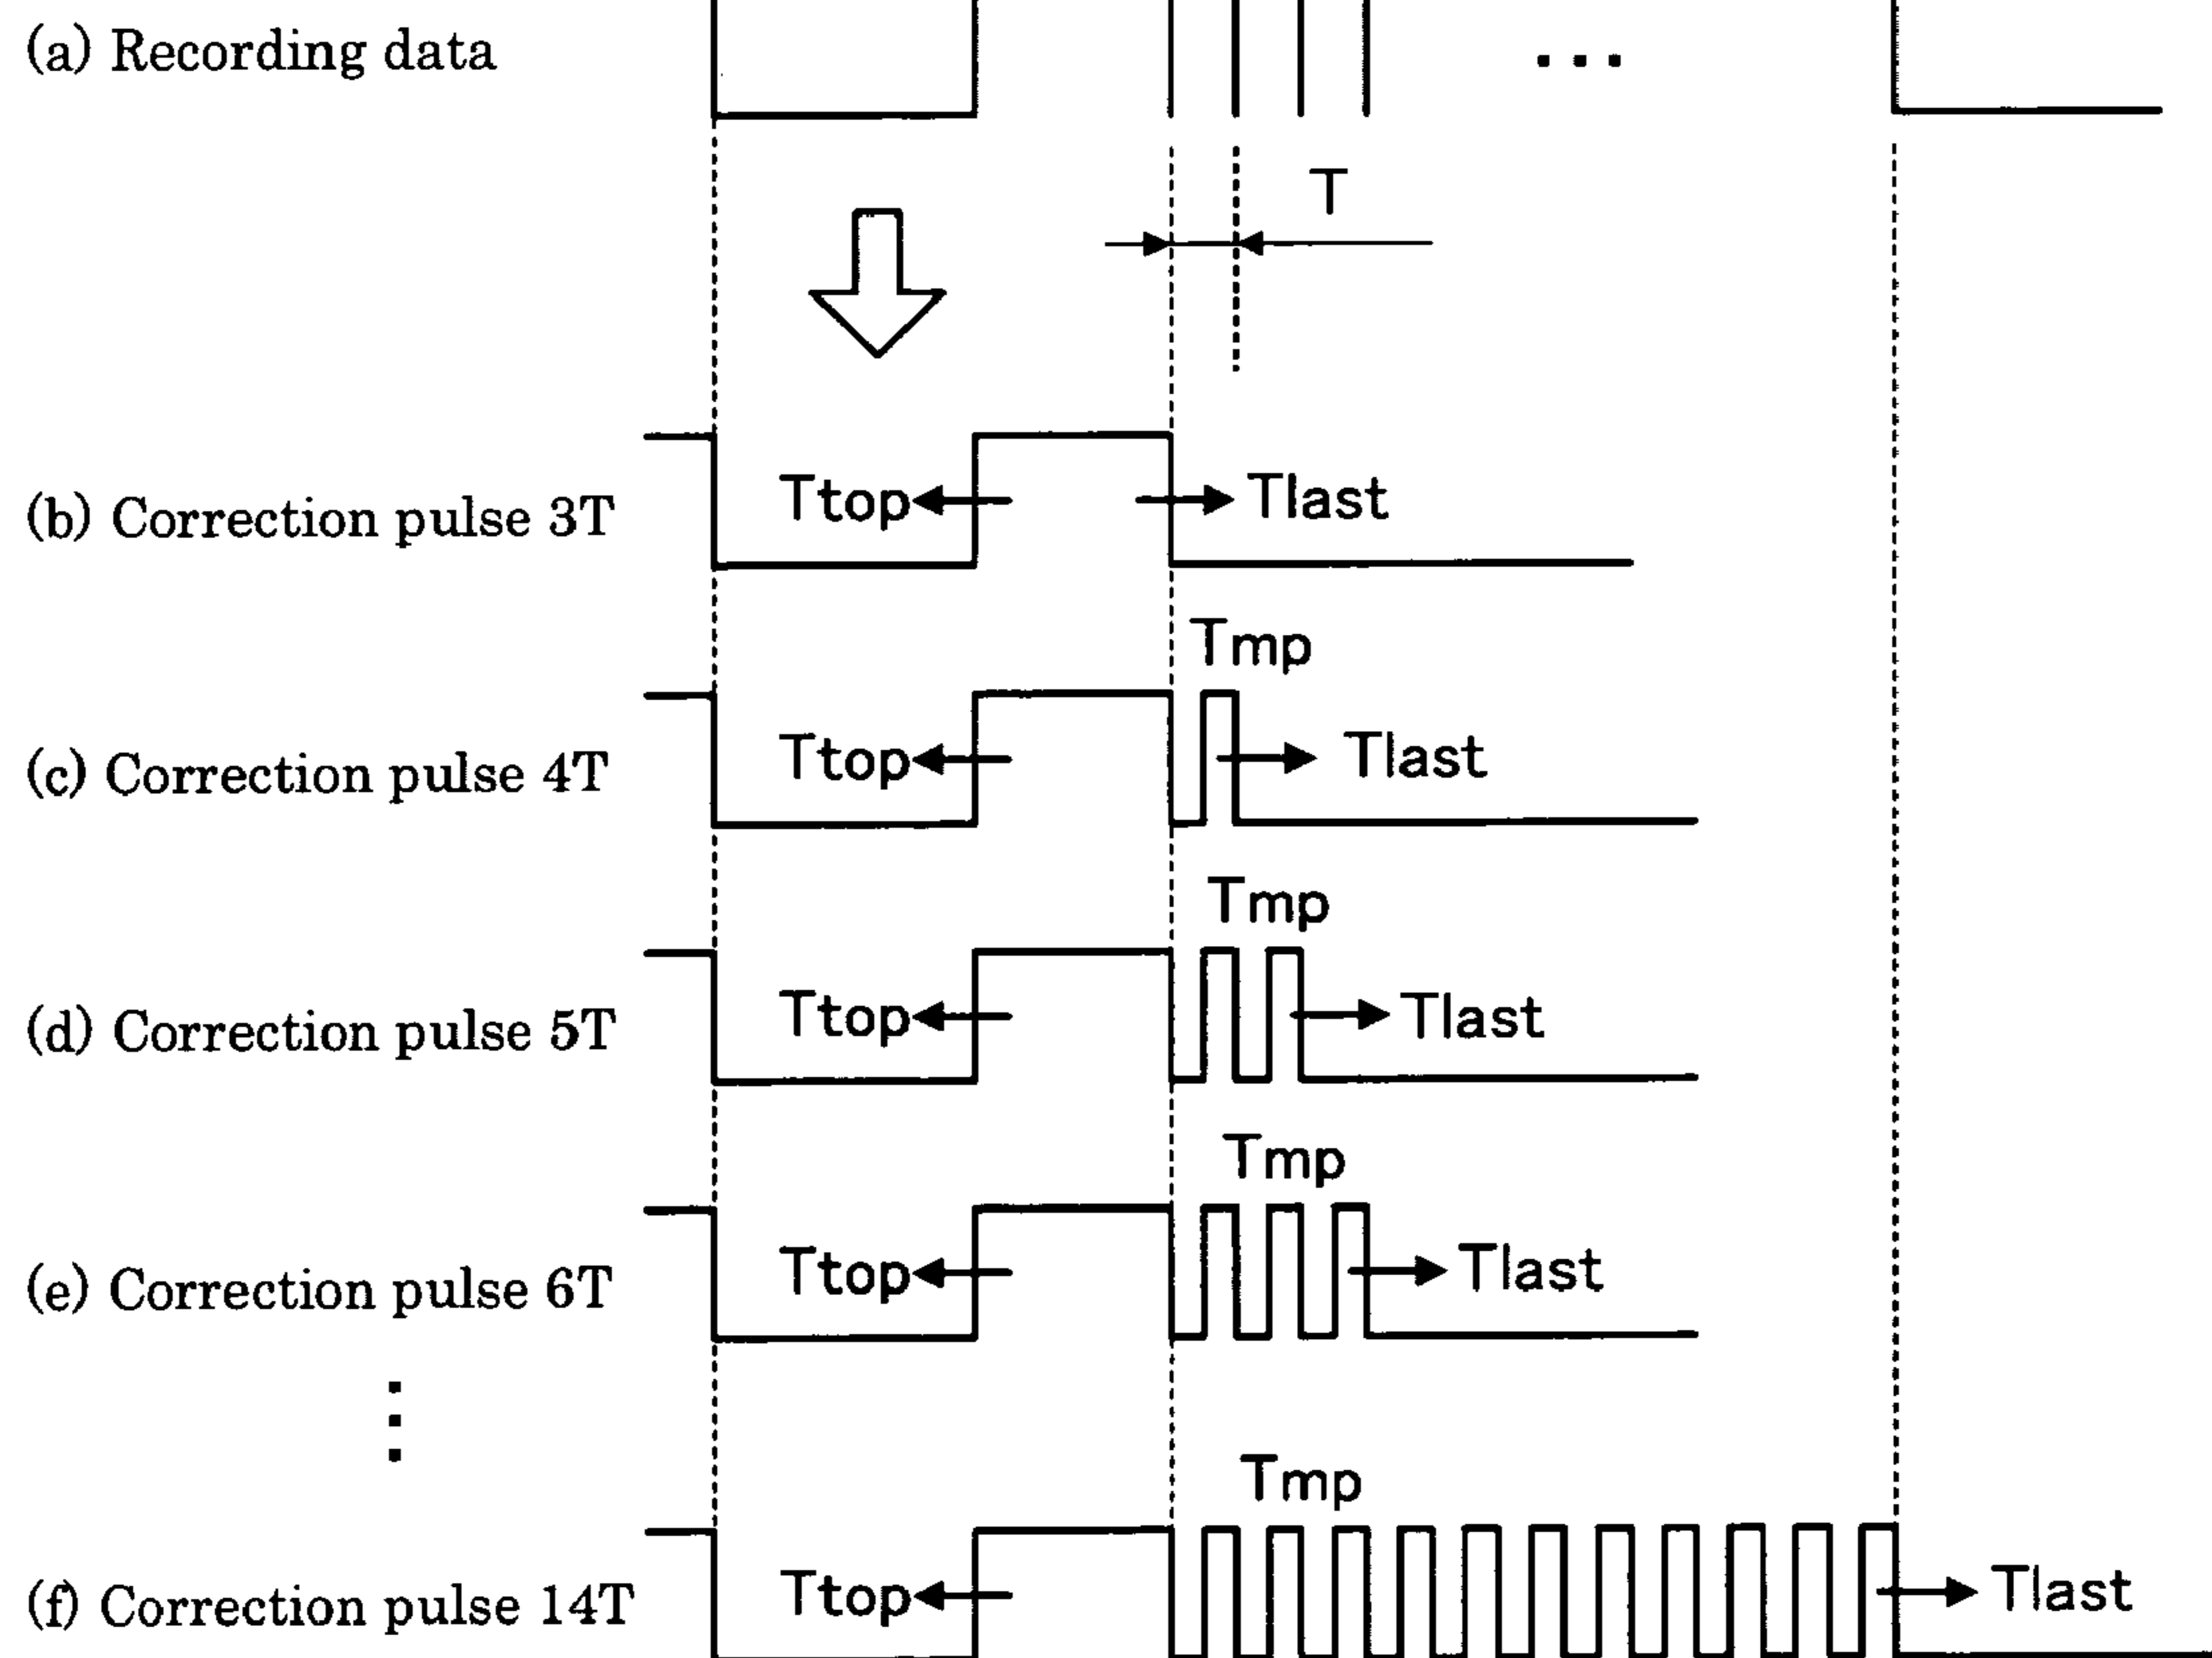 (a) Recording data
...
T
(b) Correction pulse 3T
Ttop
Tlast
Tmp
(c) Correction pulse 4T
Ttop
Tlast
Tmp
(d) Correction pulse 5T
Ttop
Tlast
Tmp
(e) Correction pulse 6T
Ttop
Tlast
Tmp
(f) Correction pulse 14T
Ttop
Tlast